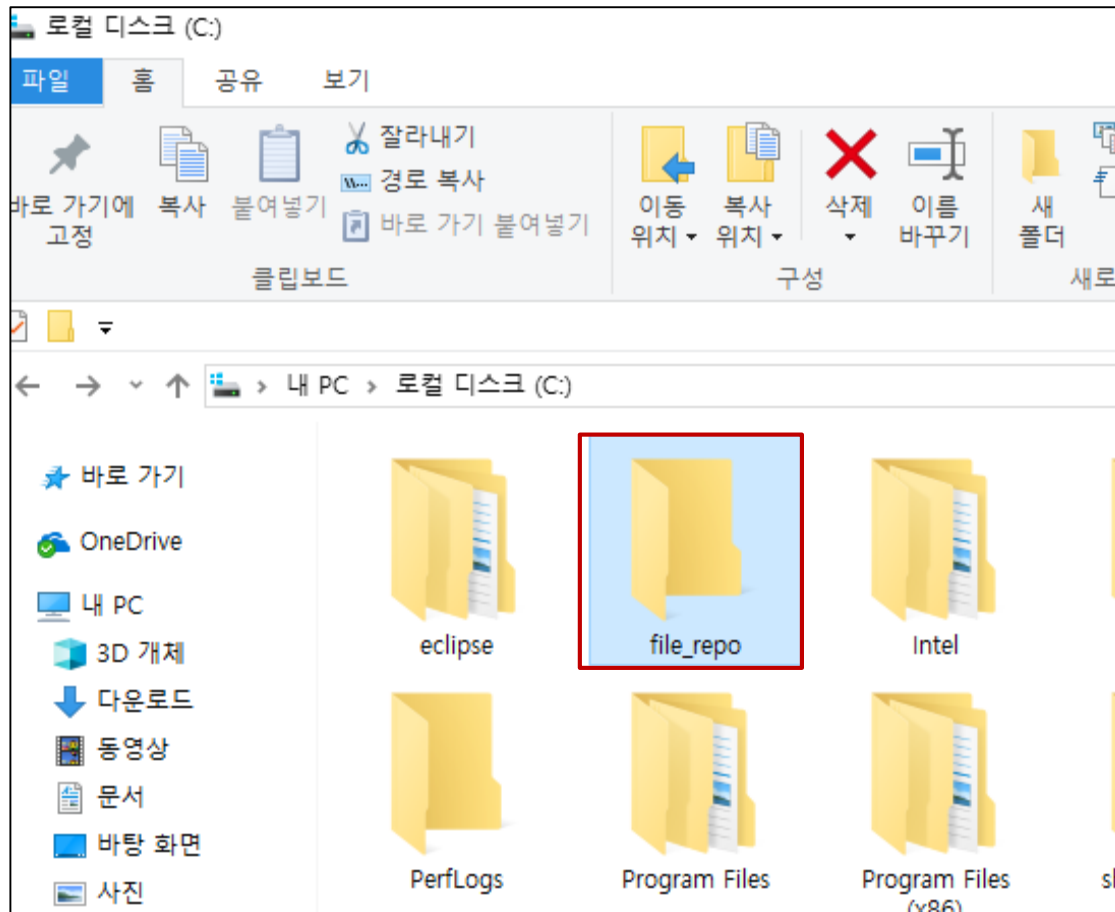 로컬 디스크 (C:)
파일 홈 공유 보기
바로 가기에
고정
복사
붙여넣기
잘라내기
경로 복사
바로 가기 붙여넣기
이동
위치
복사
위치
삭제
이름
바꾸기
새
폴더
클립보드 구성 새로
내 PC > 로컬 디스크 (C:)
바로 가기
OneDrive
내 PC
3D 개체
다운로드
동영상
문서
바탕 화면
사진
eclipse file_repo Intel
PerfLogs Program Files Program Files
(x86)